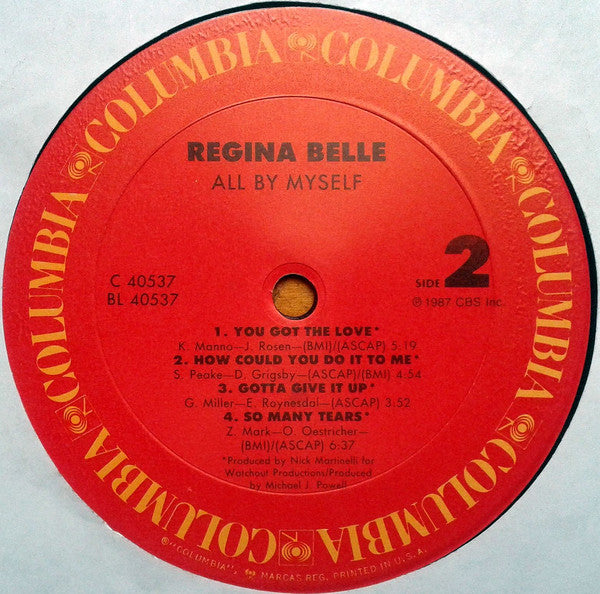 COLUMBIA COLUMBIA COLUMBIA COLUMBIA COLUMBIA COLUMBIA
REGINA BELLE
ALL BY MYSELF
C 40537
BL 40537
SIDE 2
℗ 1987 CBS Inc.
1. YOU GOT THE LOVE*
K. Manno—J. Rosen—(BMI)/(ASCAP) 5:19
2. HOW COULD YOU DO IT TO ME*
S. Peake—D. Grigsby—(ASCAP)/(BMI) 4:54
3. GOTTA GIVE IT UP*
G. Miller—E. Raynesdal—(ASCAP) 3:52
4. SO MANY TEARS*
Z. Mark—O. Oestricher—
(BMI)/(ASCAP) 6:37
*Produced by Nick Martinelli for
Watchout Productions/Produced
by Michael J. Powell
®"COLUMBIA", MARCAS REG. PRINTED IN U.S.A.